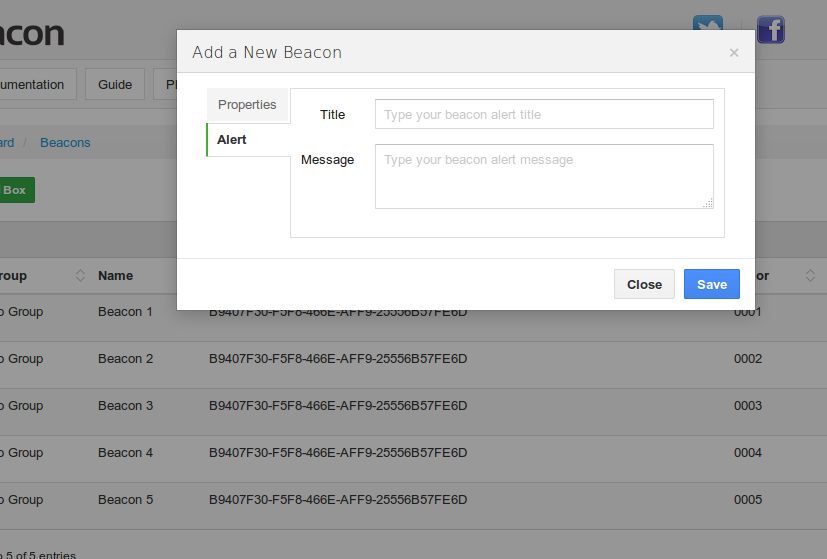 acon
Add a New Beacon
×
umentation
Guide
Properties
Title
Type your beacon alert title
Alert
Message
Type your beacon alert message
ard / Beacons
Box
Close
Save
roup
Name
or
o Group
Beacon 1
B9407F30-F5F8-466E-AFF9-25556B57FE6D
0001
o Group
Beacon 2
B9407F30-F5F8-466E-AFF9-25556B57FE6D
0002
o Group
Beacon 3
B9407F30-F5F8-466E-AFF9-25556B57FE6D
0003
o Group
Beacon 4
B9407F30-F5F8-466E-AFF9-25556B57FE6D
0004
o Group
Beacon 5
B9407F30-F5F8-466E-AFF9-25556B57FE6D
0005
o 5 of 5 entries